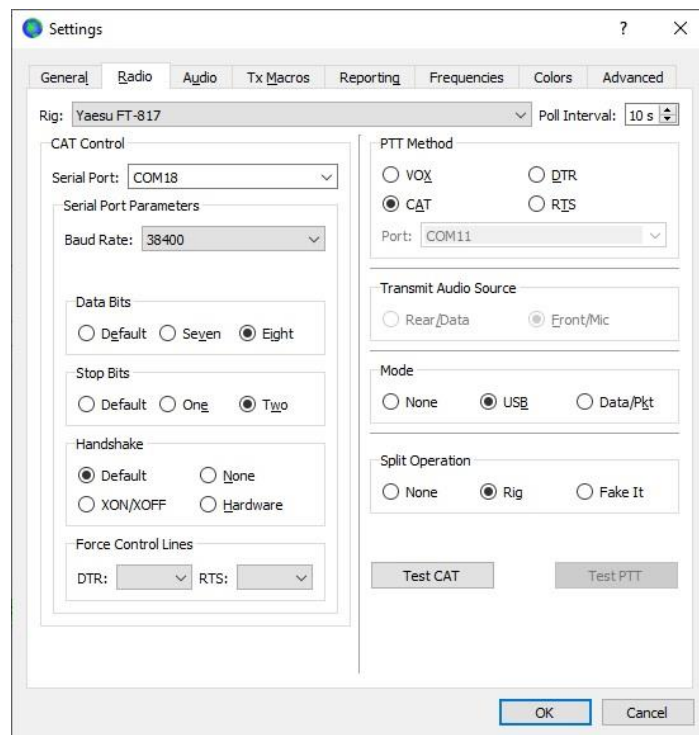 Settings
?
General Radio Audio Tx Macros Reporting Frequencies Colors Advanced
Rig: Yaesu FT-817 Poll Interval: 10 s
CAT Control
Serial Port: COM18
Serial Port Parameters
Baud Rate: 38400
Data Bits
Default Seven Eight
Stop Bits
Default One Two
Handshake
Default None
XON/XOFF Hardware
Force Control Lines
DTR: RTS:
PTT Method
VOX DTR
CAT RTS
Port: COM11
Transmit Audio Source
Rear/Data Front/Mic
Mode
None USB Data/Pkt
Split Operation
None Rig Fake It
Test CAT Test PTT
OK Cancel